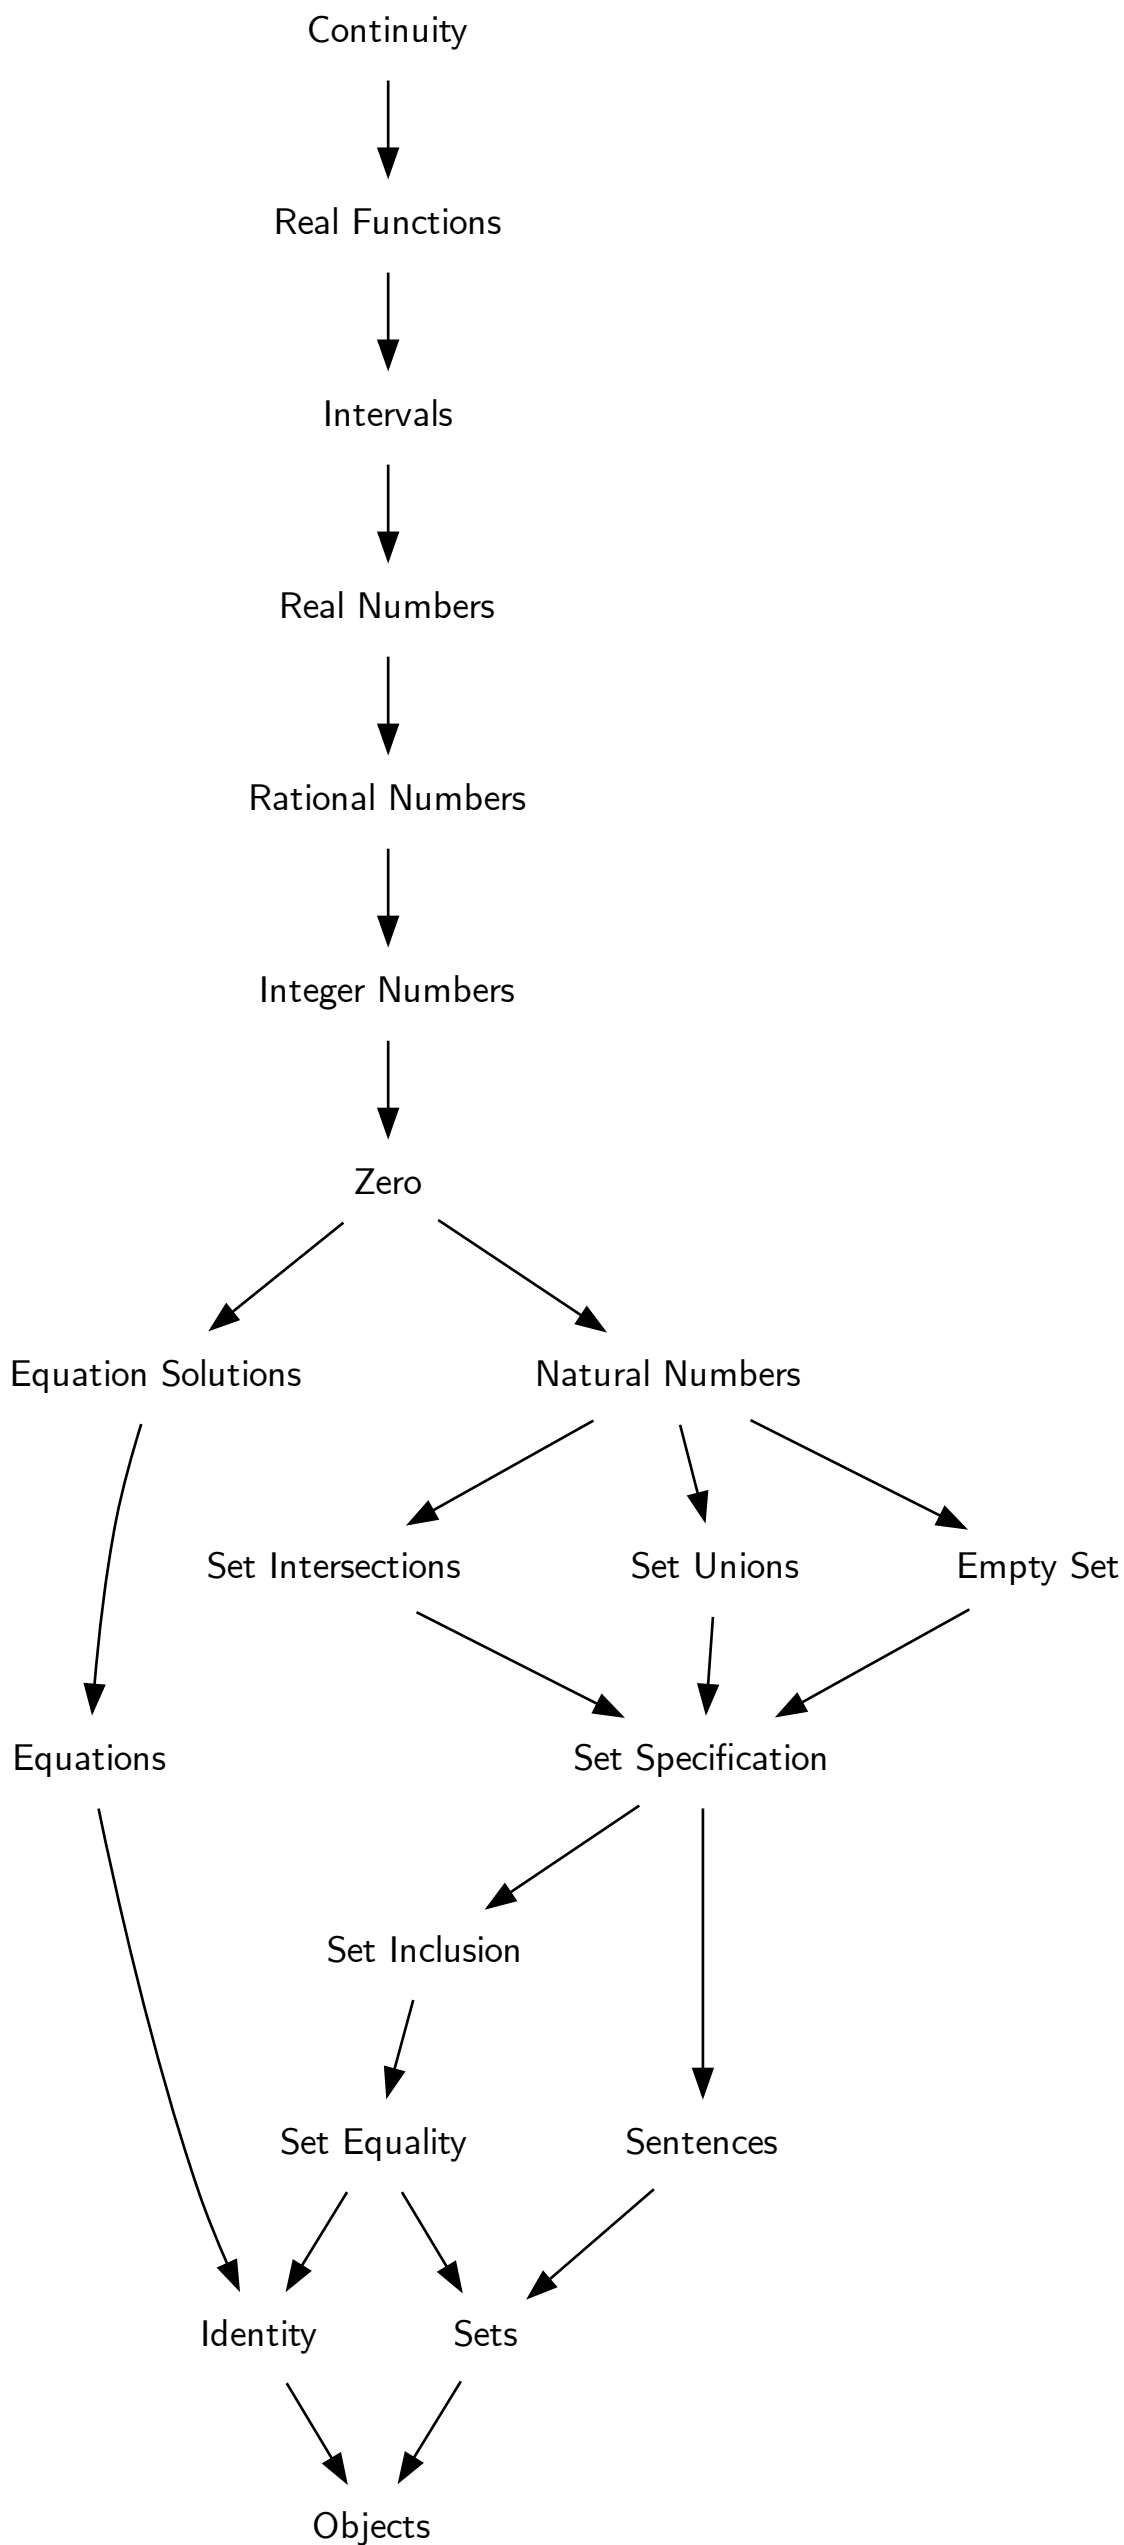 Continuity
Real Functions
Intervals
Real Numbers
Rational Numbers
Integer Numbers
Zero
Equation Solutions
Natural Numbers
Set Intersections
Set Unions
Empty Set
Equations
Set Specification
Set Inclusion
Set Equality
Sentences
Identity
Sets
Objects